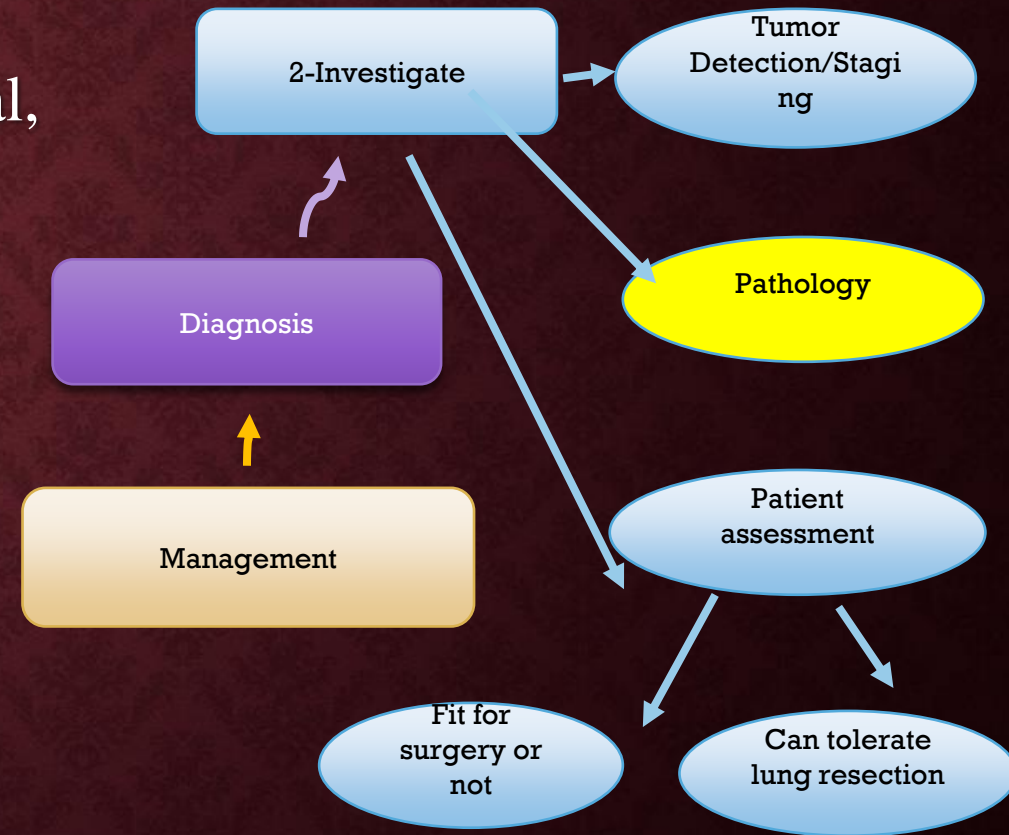 al,
2-Investigate
Tumor
Detection/Stagi
ng
Pathology
Diagnosis
Patient
assessment
Management
Fit for
surgery or
not
Can tolerate
lung resection